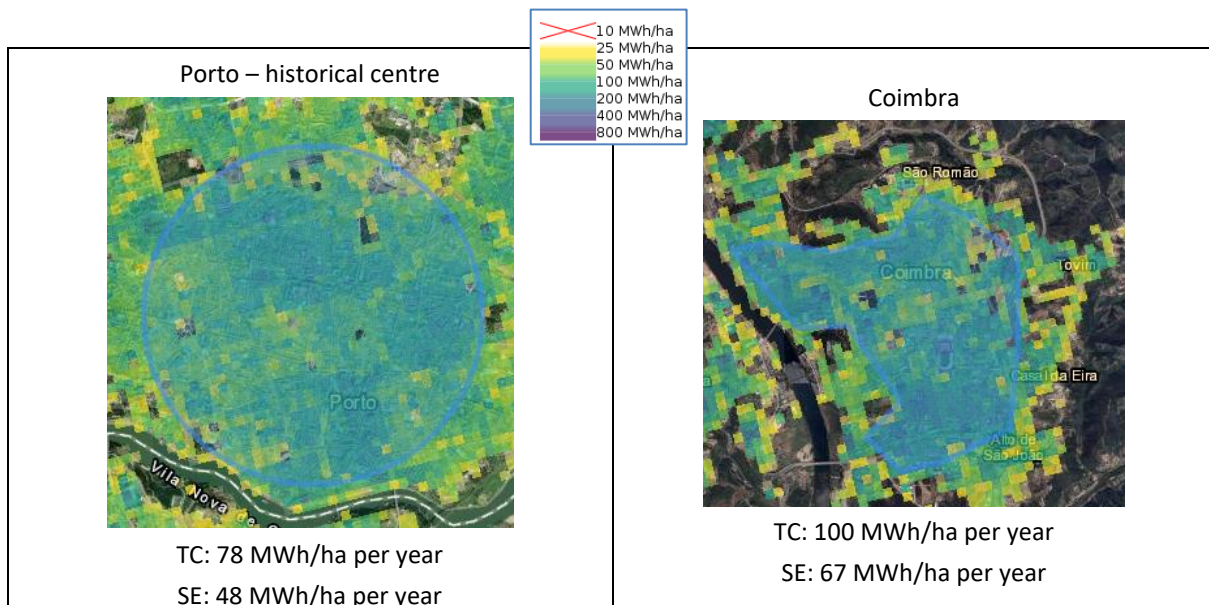 10 MWh/ha
25 MWh/ha
50 MWh/ha
100 MWh/ha
200 MWh/ha
400 MWh/ha
800 MWh/ha
Porto – historical centre
Porto
Vila Nova de
TC: 78 MWh/ha per year
SE: 48 MWh/ha per year
Coimbra
São Romão
Coimbra
Tovim
Casal da Eira
Alto de
São João
TC: 100 MWh/ha per year
SE: 67 MWh/ha per year